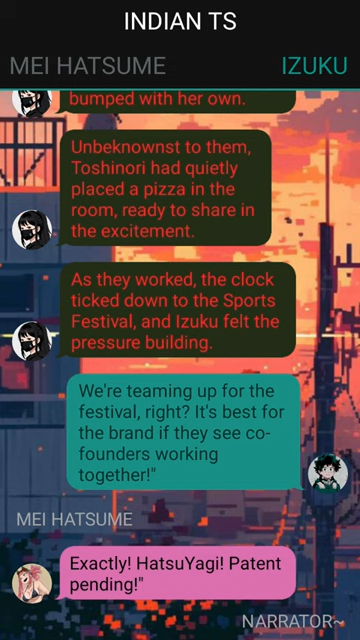 INDIAN TS
MEI HATSUME
IZUKU
bumped with her own.
Unbeknownst to them,
Toshinori had quietly
placed a pizza in the
room, ready to share in
the excitement.
As they worked, the clock
ticked down to the Sports
Festival, and Izuku felt the
pressure building.
We're teaming up for the
festival, right? It's best for
the brand if they see co-
founders working
together!"
MEI HATSUME
Exactly! HatsuYagi! Patent
pending!"
NARRATOR~